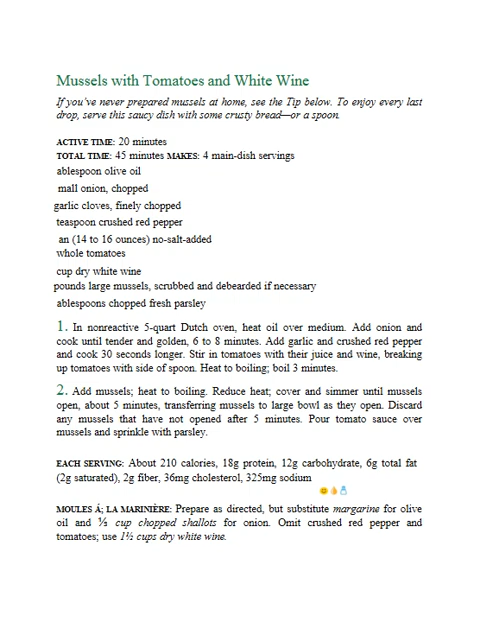 Mussels with Tomatoes and White Wine
If you've never prepared mussels at home, see the Tip below. To enjoy every last
drop, serve this saucy dish with some crusty bread—or a spoon.
ACTIVE TIME: 20 minutes
TOTAL TIME: 45 minutes MAKES: 4 main-dish servings
ablespoon olive oil
mall onion, chopped
garlic cloves, finely chopped
teaspoon crushed red pepper
an (14 to 16 ounces) no-salt-added
whole tomatoes
cup dry white wine
pounds large mussels, scrubbed and debearded if necessary
ablespoons chopped fresh parsley
1. In nonreactive 5-quart Dutch oven, heat oil over medium. Add onion and
cook until tender and golden, 6 to 8 minutes. Add garlic and crushed red pepper
and cook 30 seconds longer. Stir in tomatoes with their juice and wine, breaking
up tomatoes with side of spoon. Heat to boiling; boil 3 minutes.
2. Add mussels; heat to boiling. Reduce heat; cover and simmer until mussels
open, about 5 minutes, transferring mussels to large bowl as they open. Discard
any mussels that have not opened after 5 minutes. Pour tomato sauce over
mussels and sprinkle with parsley.
EACH SERVING: About 210 calories, 18g protein, 12g carbohydrate, 6g total fat
(2g saturated), 2g fiber, 36mg cholesterol, 325mg sodium
MOULES Á; LA MARINIÈRE: Prepare as directed, but substitute margarine for olive
oil and ⅓ cup chopped shallots for onion. Omit crushed red pepper and
tomatoes; use 1½ cups dry white wine.